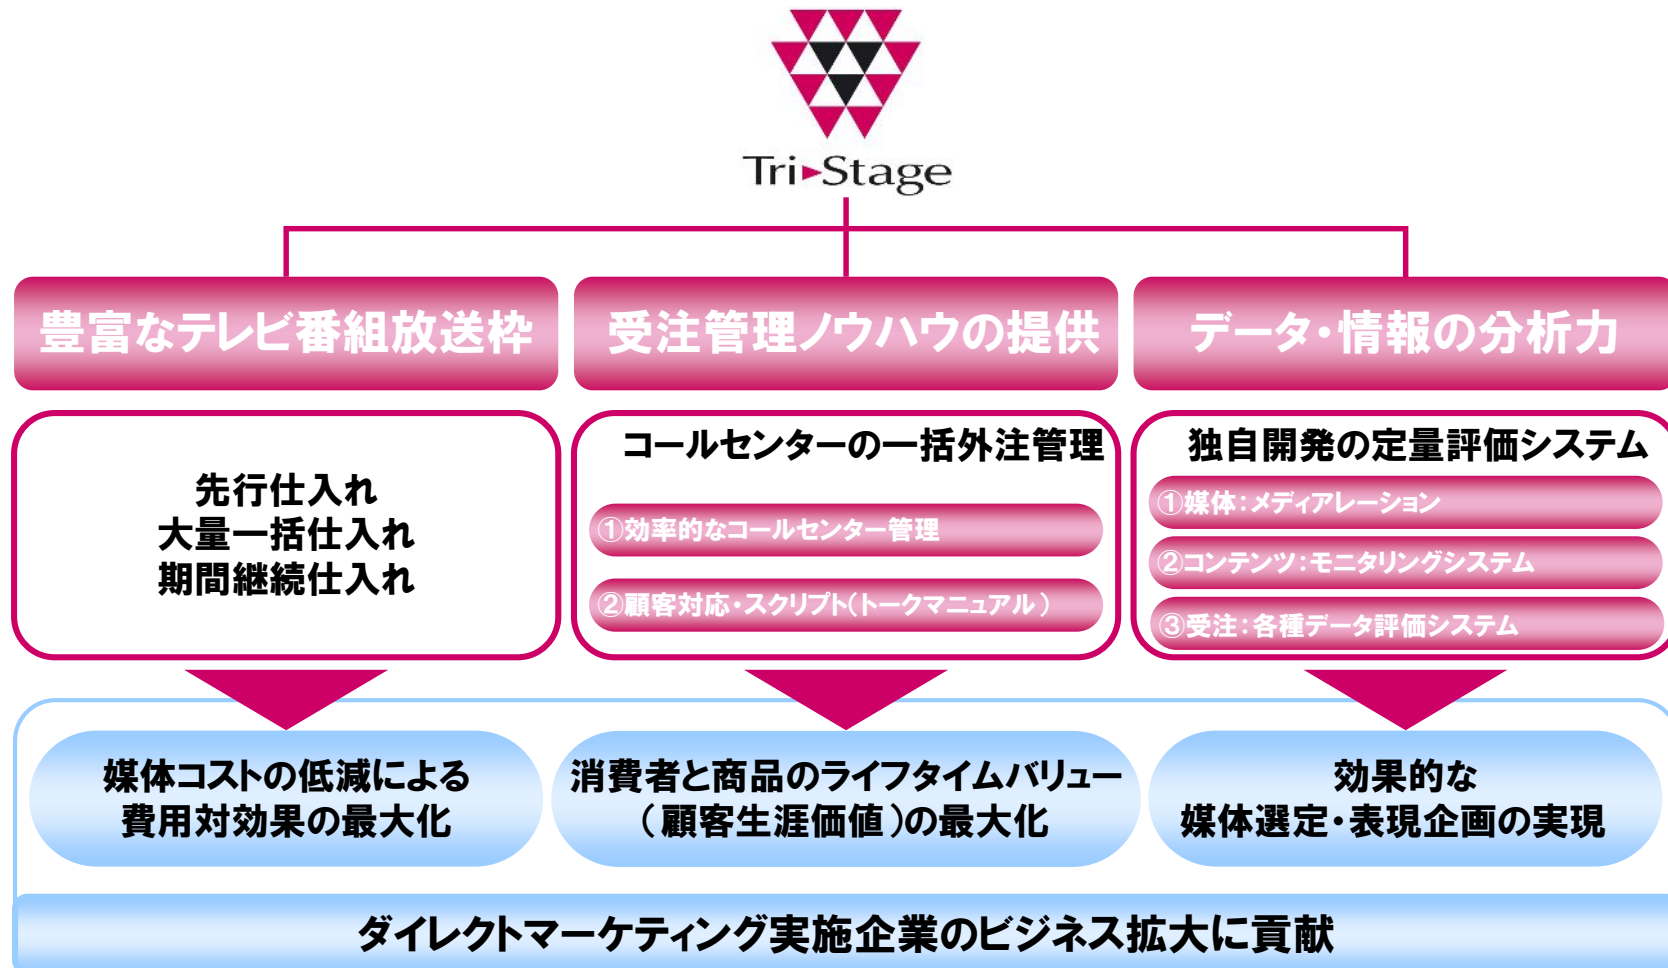 Tri►Stage
豊富なテレビ番組放送枠
受注管理ノウハウの提供
データ・情報の分析力
先行仕入れ
大量一括仕入れ
期間継続仕入れ
コールセンターの一括外注管理
①効率的なコールセンター管理
②顧客対応・スクリプト(トークマニュアル)
独自開発の定量評価システム
①媒体:メディアレーション
②コンテンツ:モニタリングシステム
③受注:各種データ評価システム
媒体コストの低減による
費用対効果の最大化
消費者と商品のライフタイムバリュー
(顧客生涯価値)の最大化
効果的な
媒体選定・表現企画の実現
ダイレクトマーケティング実施企業のビジネス拡大に貢献